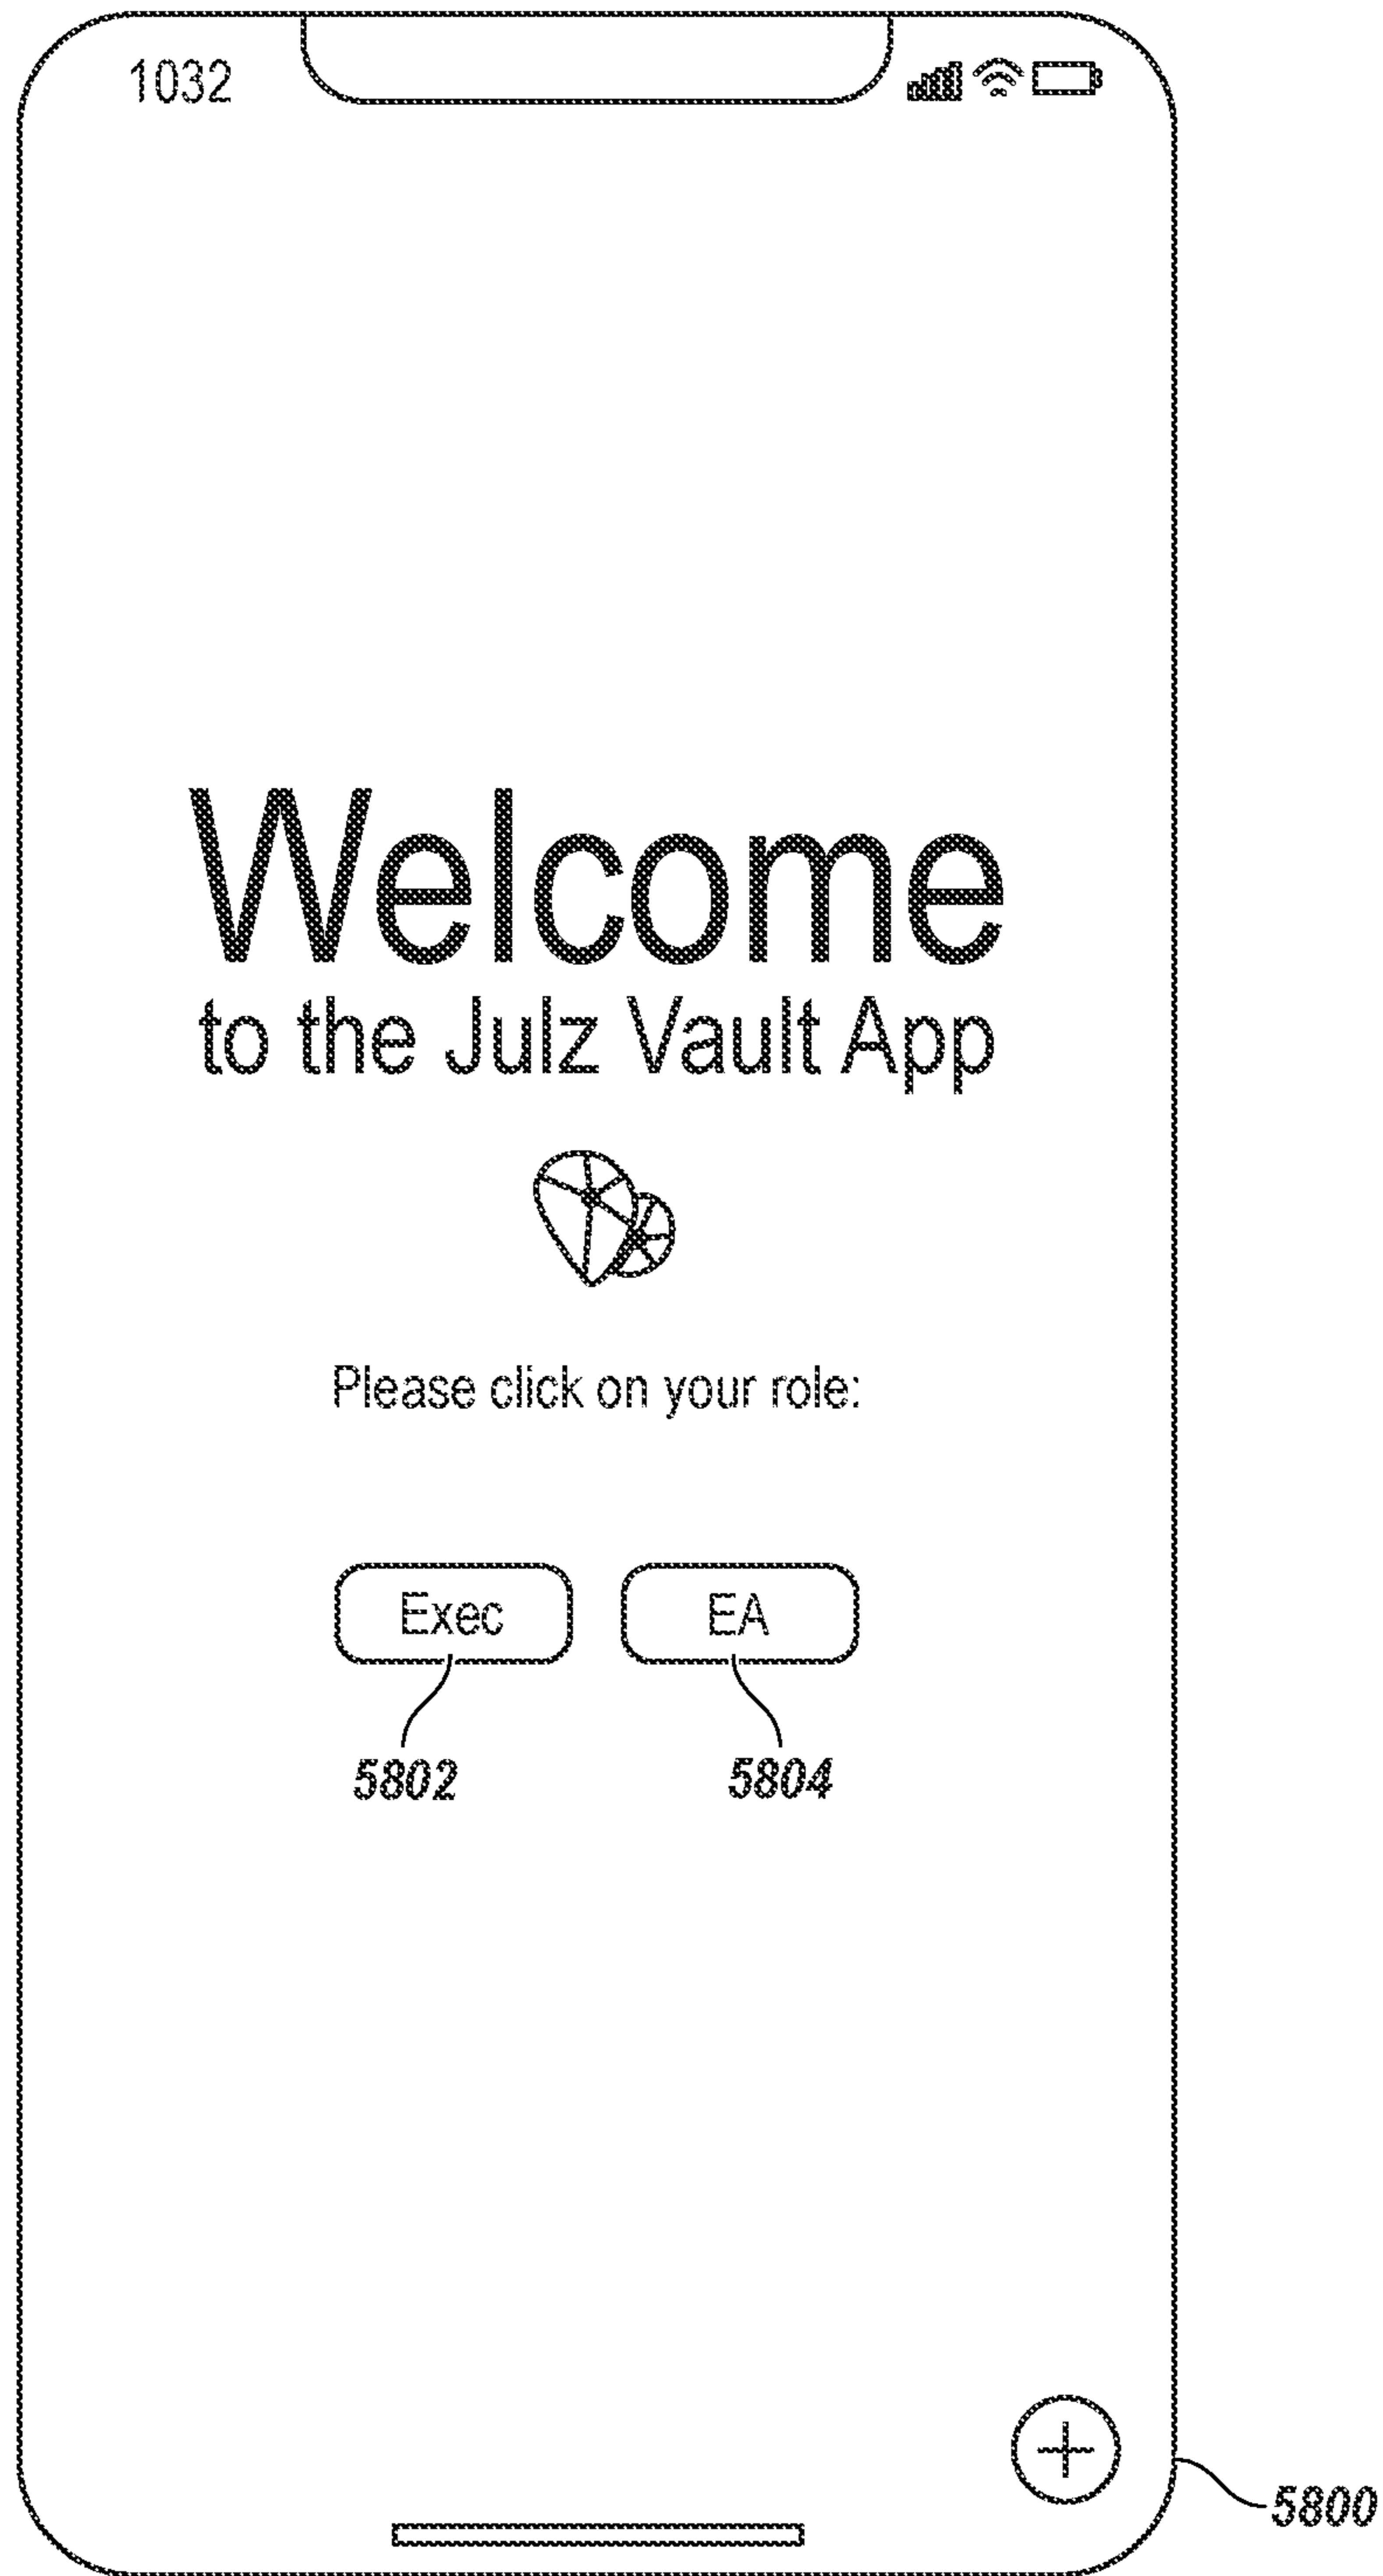 1032
Welcome
to the Julz Vault App
Please click on your role:
Exec EA
5802 5804
+
5800